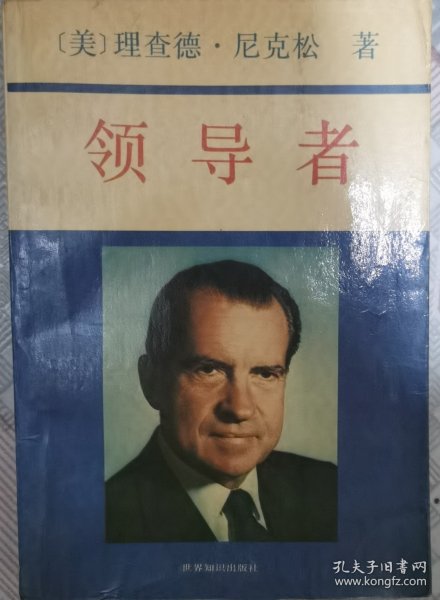 〔美〕理查德·尼克松 著
领导者
世界知识出版社
孔夫子旧书网
www.kongfz.com